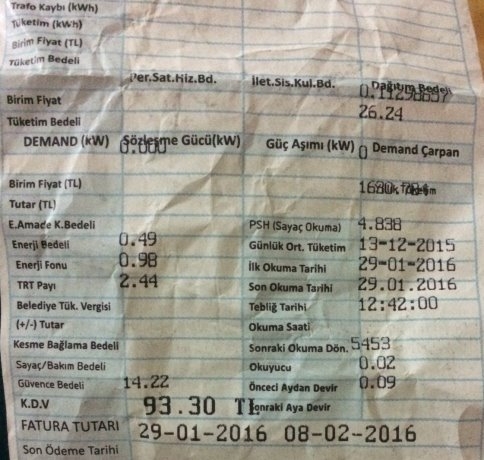 Trafo Kaybı (kWh)
Tüketim (kWh)
Birim Fiyat (TL)
Tüketim Bedeli
Per.Sat.Hiz.Bd. İlet.Sis.Kul.Bd. Dağıtım Bedeli
Birim Fiyat 0.11298857
Tüketim Bedeli 26.24
DEMAND (kW) Sözleşme Gücü(kW) Güç Aşımı (kW) Demand Çarpan
0.000 0
Birim Fiyat (TL)
Tutar (TL)
E.Amade K.Bedeli PSH (Sayaç Okuma) 4.838
Enerji Bedeli 0.49 Günlük Ort. Tüketim 13-12-2015
Enerji Fonu 0.98 İlk Okuma Tarihi 29-01-2016
TRT Payı 2.44 Son Okuma Tarihi 29.01.2016
Belediye Tük. Vergisi Tebliğ Tarihi 12:42:00
(+/-) Tutar Okuma Saati
Kesme Bağlama Bedeli Sonraki Okuma Dön. 5453
Sayaç/Bakım Bedeli Okuyucu 0.02
Güvence Bedeli 14.22 Önceci Aydan Devir 0.09
K.D.V 93.30 TL Sonraki Aya Devir
FATURA TUTARI 29-01-2016 08-02-2016
Son Ödeme Tarihi